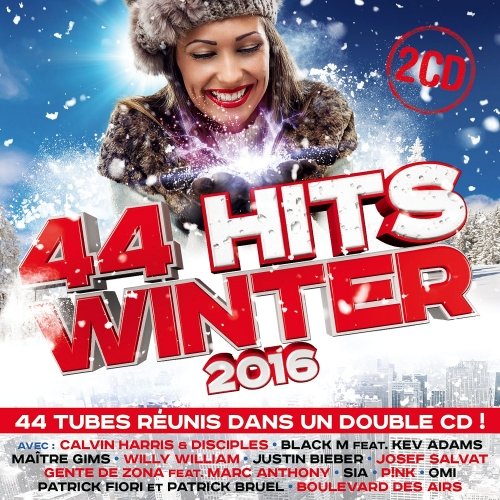 2CD
44 HITS
WINTER
2016
44 TUBES RÉUNIS DANS UN DOUBLE CD !
AVEC : CALVIN HARRIS & DISCIPLES • BLACK M FEAT. KEV ADAMS
MAÎTRE GIMS • WILLY WILLIAM • JUSTIN BIEBER • JOSEF SALVAT
GENTE DE ZONA FEAT. MARC ANTHONY • SIA • P!NK • OMI
PATRICK FIORI ET PATRICK BRUEL • BOULEVARD DES AIRS